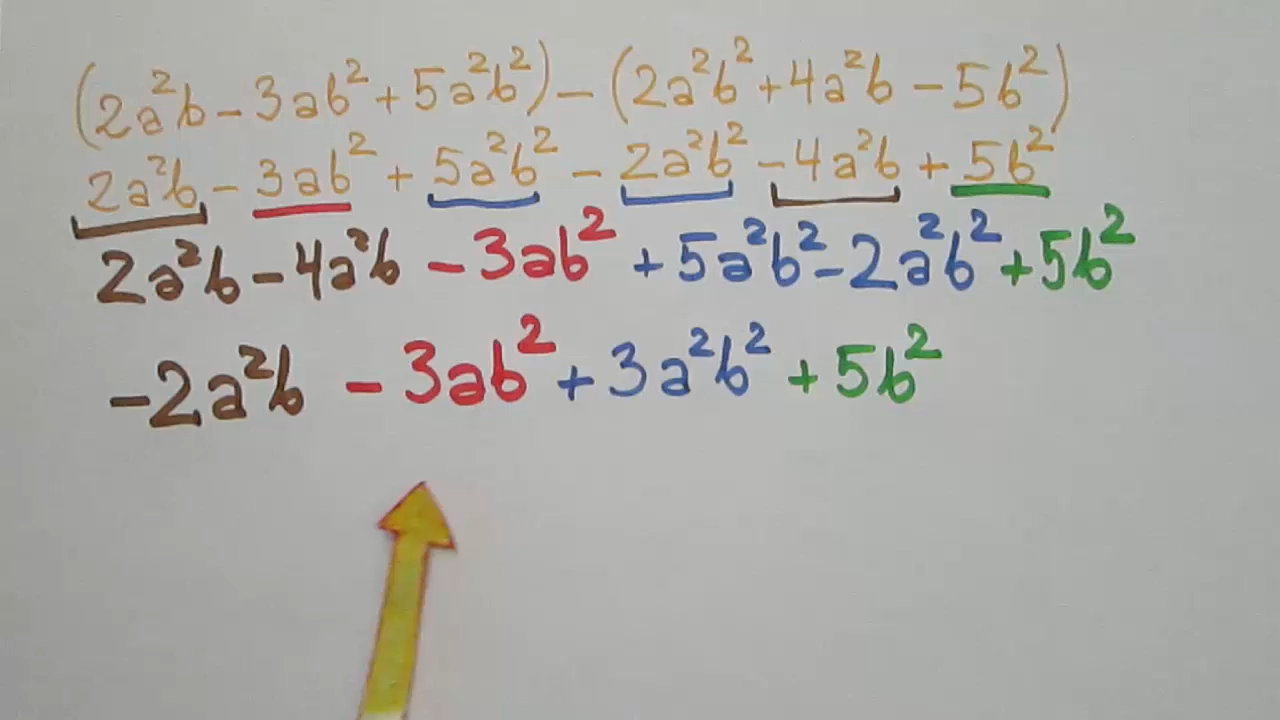 (2a²b - 3ab² + 5a²b²) - (2a²b² + 4a²b - 5b²)
2a²b - 3ab² + 5a²b² - 2a²b² - 4a²b + 5b²
2a²b - 4a²b - 3ab² + 5a²b² - 2a²b² + 5b²
-2a²b - 3ab² + 3a²b² + 5b²